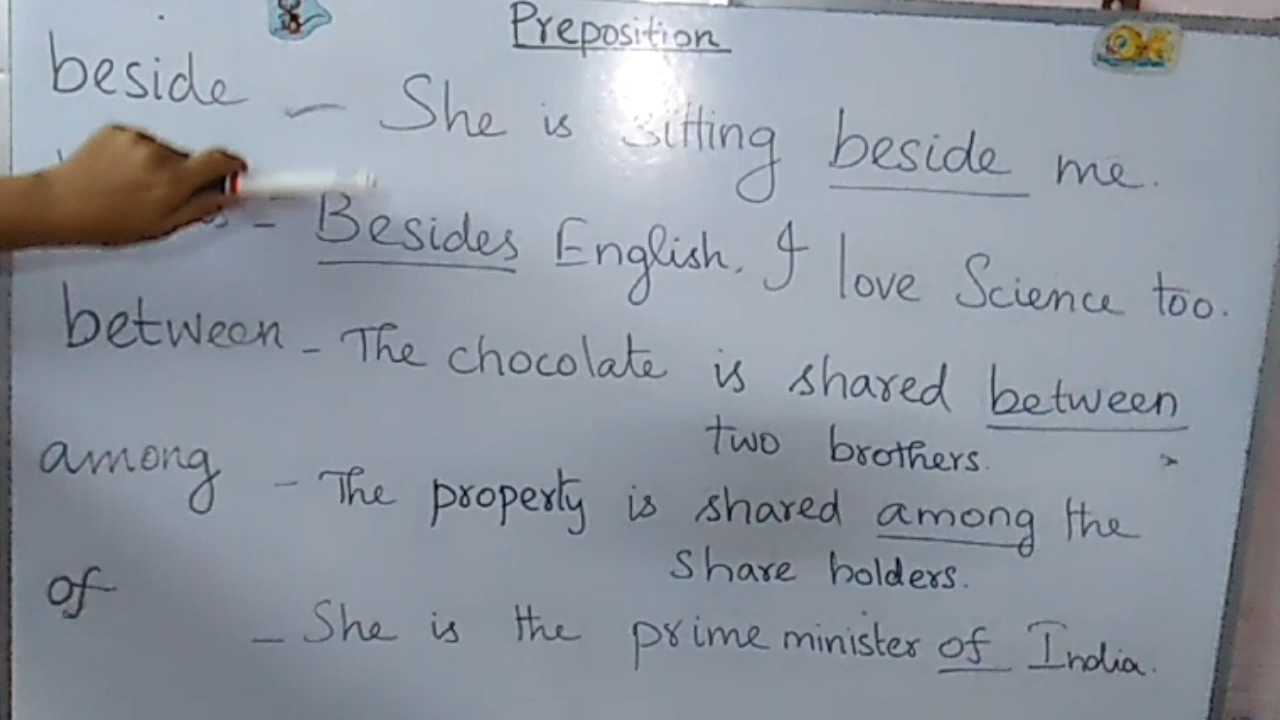 Preposition
beside - She is sitting beside me.
- Besides English, I love Science too.
between - The chocolate is shared between
two brothers.
among - The property is shared among the
share holders.
of
- She is the prime minister of India.